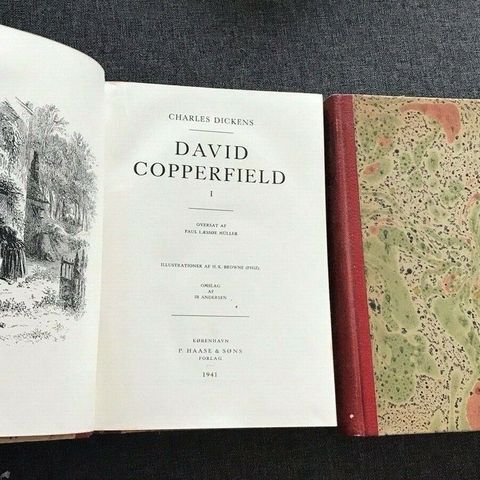 CHARLES DICKENS
DAVID
COPPERFIELD
I
OVERSAT AF
PAUL LÆSSØE MÜLLER
ILLUSTRATIONER AF H. K. BROWNE (PHIZ)
OMSLAG
AF
IB ANDERSEN
KØBENHAVN
P. HAASE & SØNS
FORLAG
1941